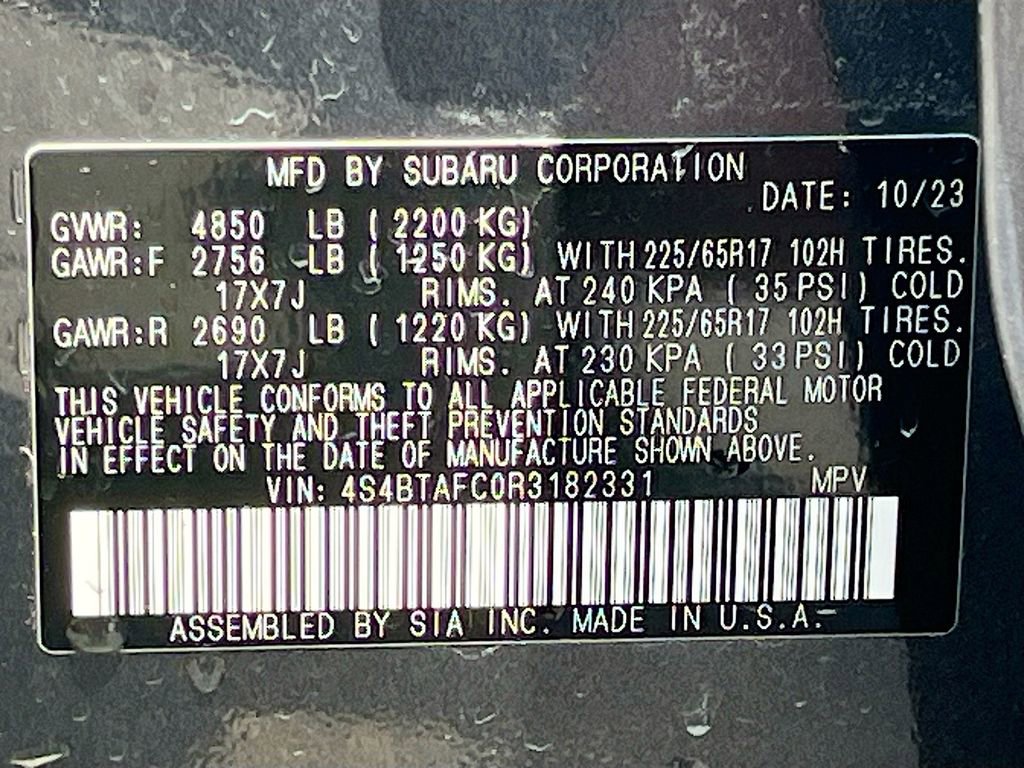 MFD BY SUBARU CORPORATION
DATE: 10/23
GVWR: 4850 LB ( 2200 KG)
GAWR:F 2756 LB ( 1250 KG) WITH 225/65R17 102H TIRES.
17X7J RIMS. AT 240 KPA ( 35 PSI) COLD
GAWR:R 2690 LB ( 1220 KG) WITH 225/65R17 102H TIRES.
17X7J RIMS. AT 230 KPA ( 33 PSI) COLD
THIS VEHICLE CONFORMS TO ALL APPLICABLE FEDERAL MOTOR
VEHICLE SAFETY AND THEFT PREVENTION STANDARDS
IN EFFECT ON THE DATE OF MANUFACTURE SHOWN ABOVE.
VIN: 4S4BTAFC0R3182331 MPV
ASSEMBLED BY SIA INC. MADE IN U.S.A.